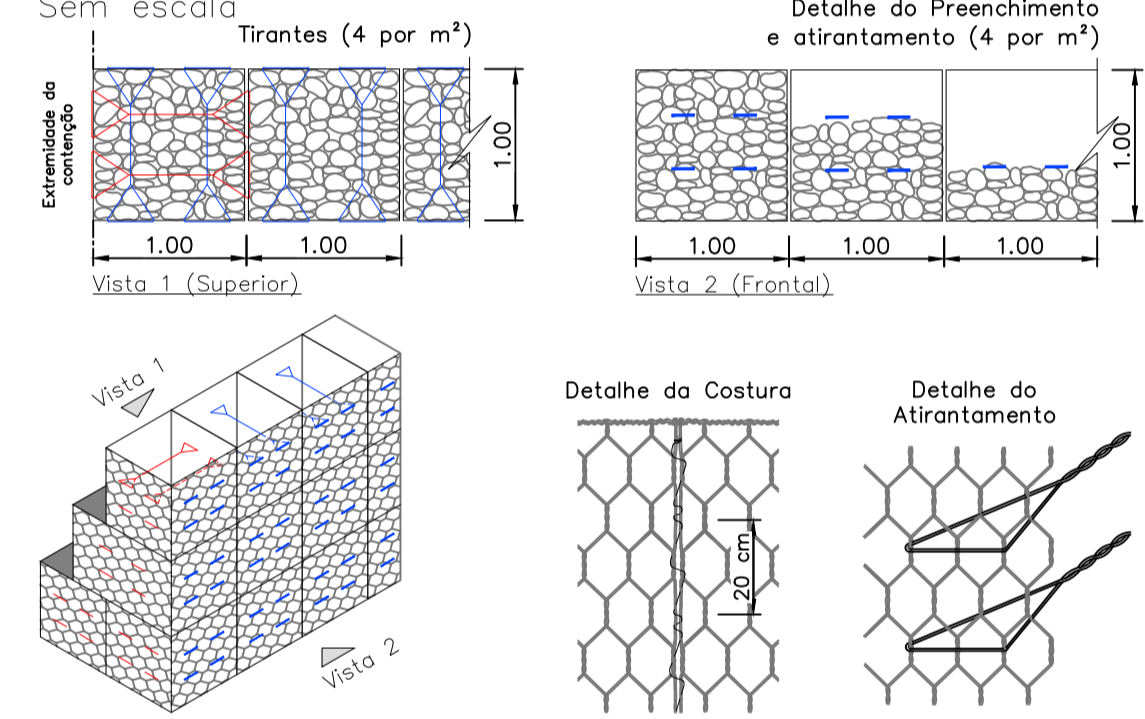 Sem escala
Tirantes (4 por m²)
Extremidade da
contenção
1.00
1.00
1.00
Vista 1 (Superior)
Detalhe do Preenchimento
e atirantamento (4 por m²)
1.00
1.00
1.00
1.00
Vista 2 (Frontal)
Vista 1
Vista 2
Detalhe da Costura
20 cm
Detalhe do
Atirantamento